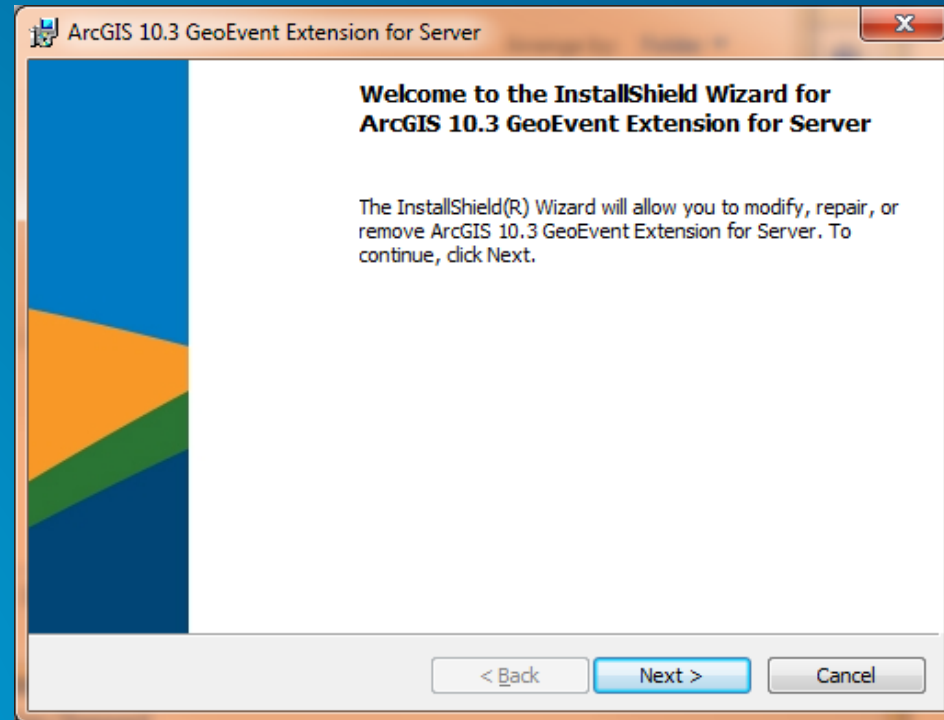 ArcGIS 10.3 GeoEvent Extension for Server
Welcome to the InstallShield Wizard for
ArcGIS 10.3 GeoEvent Extension for Server
The InstallShield(R) Wizard will allow you to modify, repair, or
remove ArcGIS 10.3 GeoEvent Extension for Server. To
continue, click Next.
< Back Next > Cancel